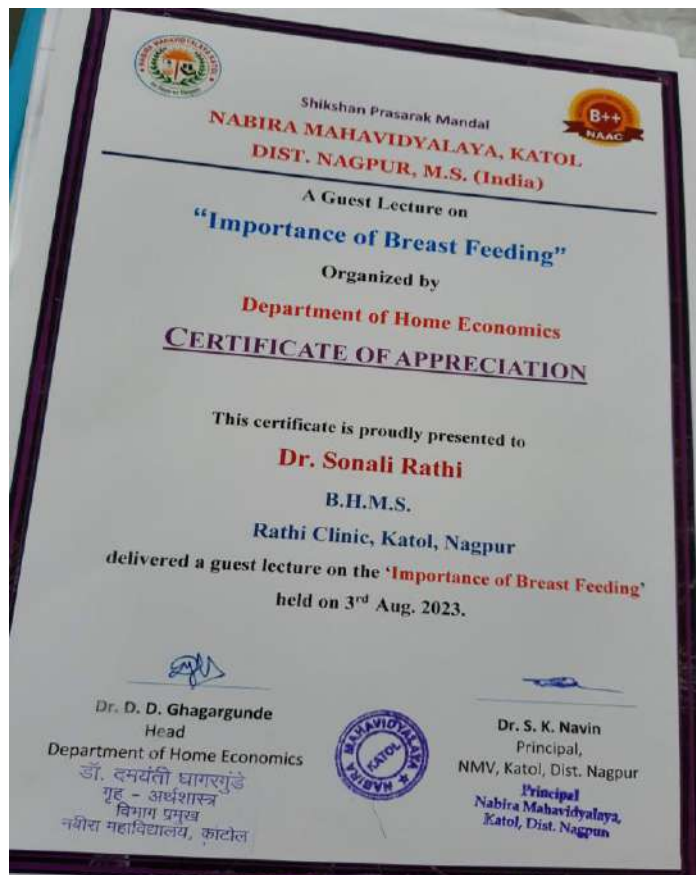 NABIRA MAHAVIDYALAYA KATOL
Shikshan Prasarak Mandal
B++
NAAC
NABIRA MAHAVIDYALAYA, KATOL
DIST. NAGPUR, M.S. (India)
A Guest Lecture on
“Importance of Breast Feeding”
Organized by
Department of Home Economics
CERTIFICATE OF APPRECIATION
This certificate is proudly presented to
Dr. Sonali Rathi
B.H.M.S.
Rathi Clinic, Katol, Nagpur
delivered a guest lecture on the ‘Importance of Breast Feeding’
held on 3rd Aug. 2023.
Dr. D. D. Ghagargunde
Head
Department of Home Economics
डॉ. दमयंती घागरगुंडे
गृह - अर्थशास्त्र
विभाग प्रमुख
नबीरा महाविद्यालय, काटोल
NABIRA MAHAVIDYALAYA
KATOL
Dr. S. K. Navin
Principal,
NMV, Katol, Dist. Nagpur
Principal
Nabira Mahavidyalaya,
Katol, Dist. Nagpun